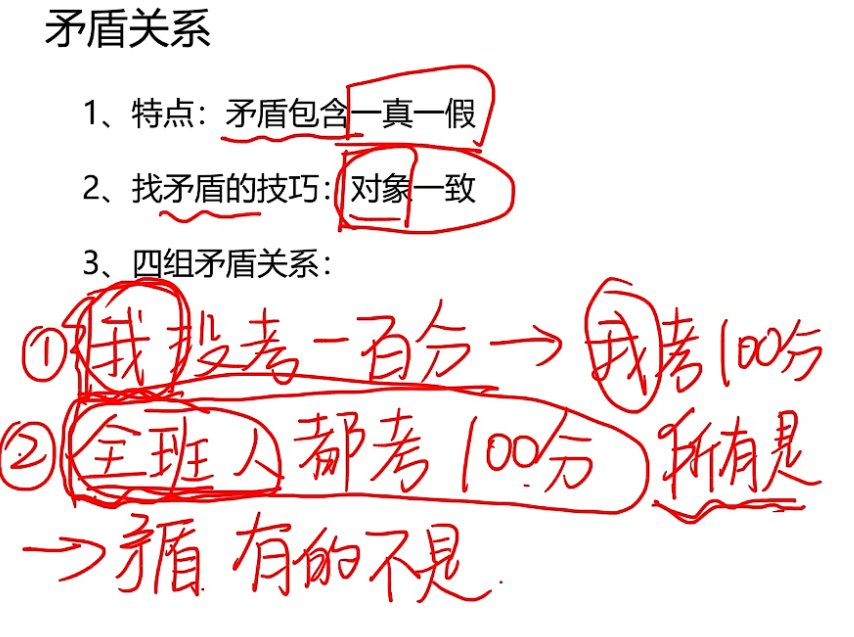 矛盾关系
1、特点：矛盾包含一真一假
2、找矛盾的技巧：对象一致
3、四组矛盾关系：
①我没考一百分→我考100分
②全班人都考100分 所有是
→矛盾 有的不是.